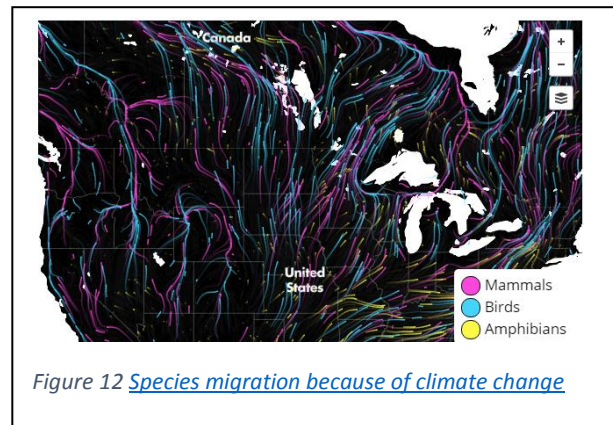 Canada
+
−
United
States
Mammals
Birds
Amphibians
Figure 12 Species migration because of climate change